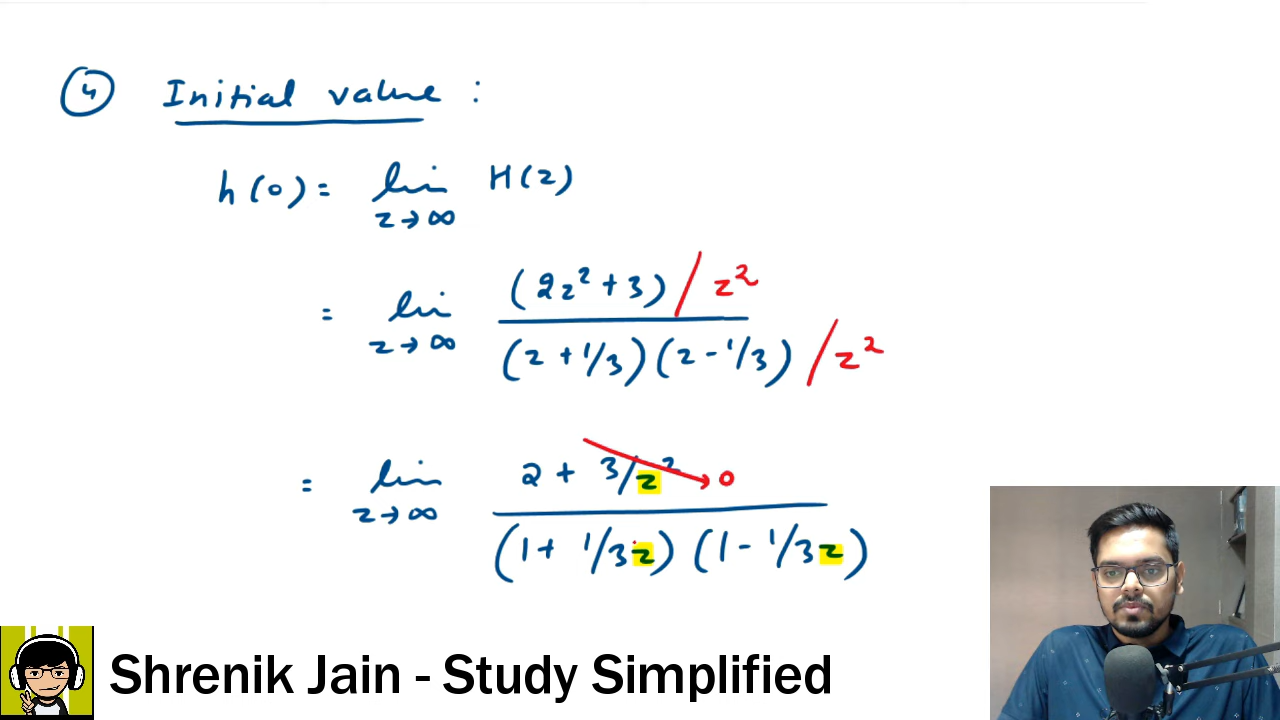 4 Initial value :
h(0) = lim z→∞ H(z)
= lim z→∞ (2z² + 3) / z²
(z + 1/3) (z - 1/3) / z²
= lim z→∞ 2 + 3/z² → 0
(1 + 1/3z) (1 - 1/3z)
Shrenik Jain - Study Simplified